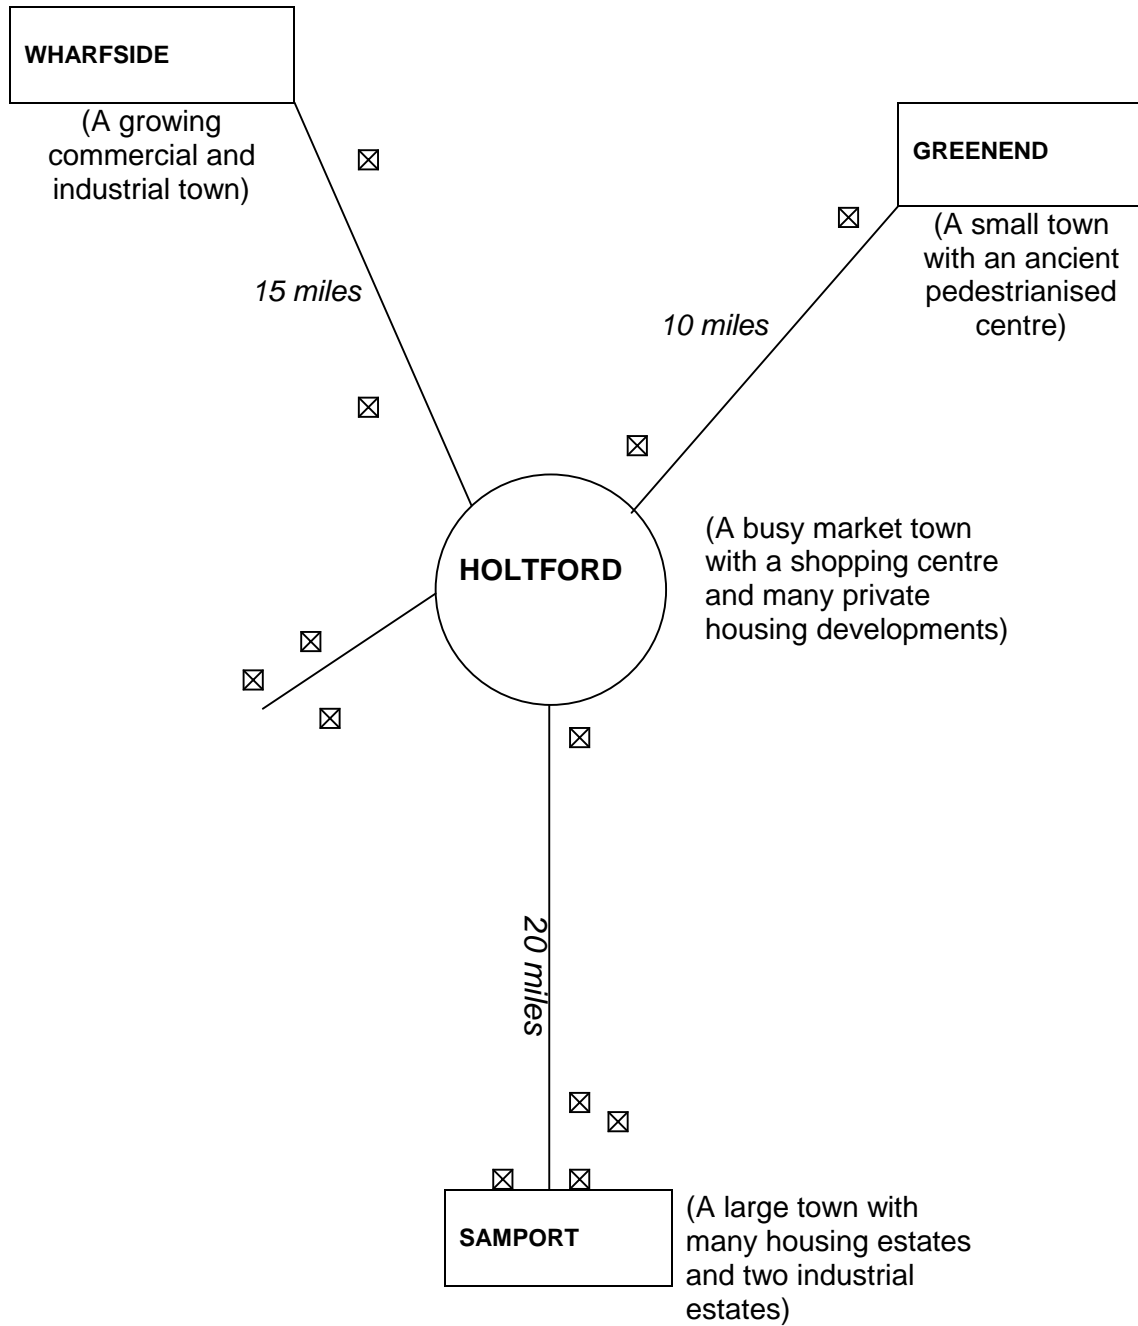 WHARFSIDE
(A growing
commercial and
industrial town)
GREENEND
(A small town
with an ancient
pedestrianised
centre)
15 miles
10 miles
HOLTFORD
(A busy market town
with a shopping centre
and many private
housing developments)
20 miles
SAMPORT
(A large town with
many housing estates
and two industrial
estates)